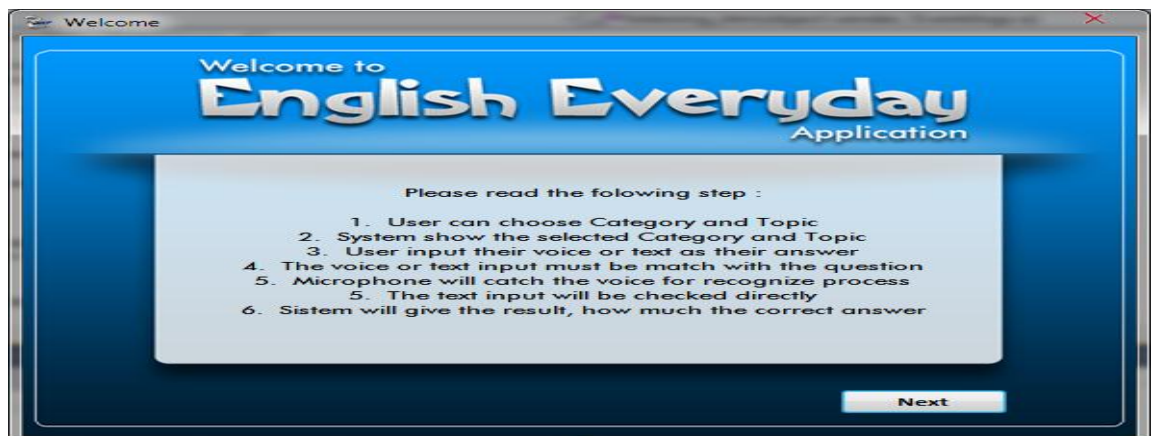 Welcome
Welcome to
English Everyday
Application
Please read the folowing step :
1. User can choose Category and Topic
2. System show the selected Category and Topic
3. User input their voice or text as their answer
4. The voice or text input must be match with the question
5. Microphone will catch the voice for recognize process
5. The text input will be checked directly
6. Sistem will give the result, how much the correct answer
Next